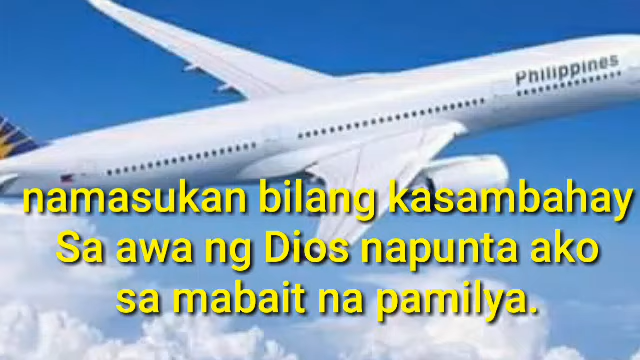 Philippines
namasukan bilang kasambahay
Sa awa ng Dios napunta ako
sa mabait na pamilya.